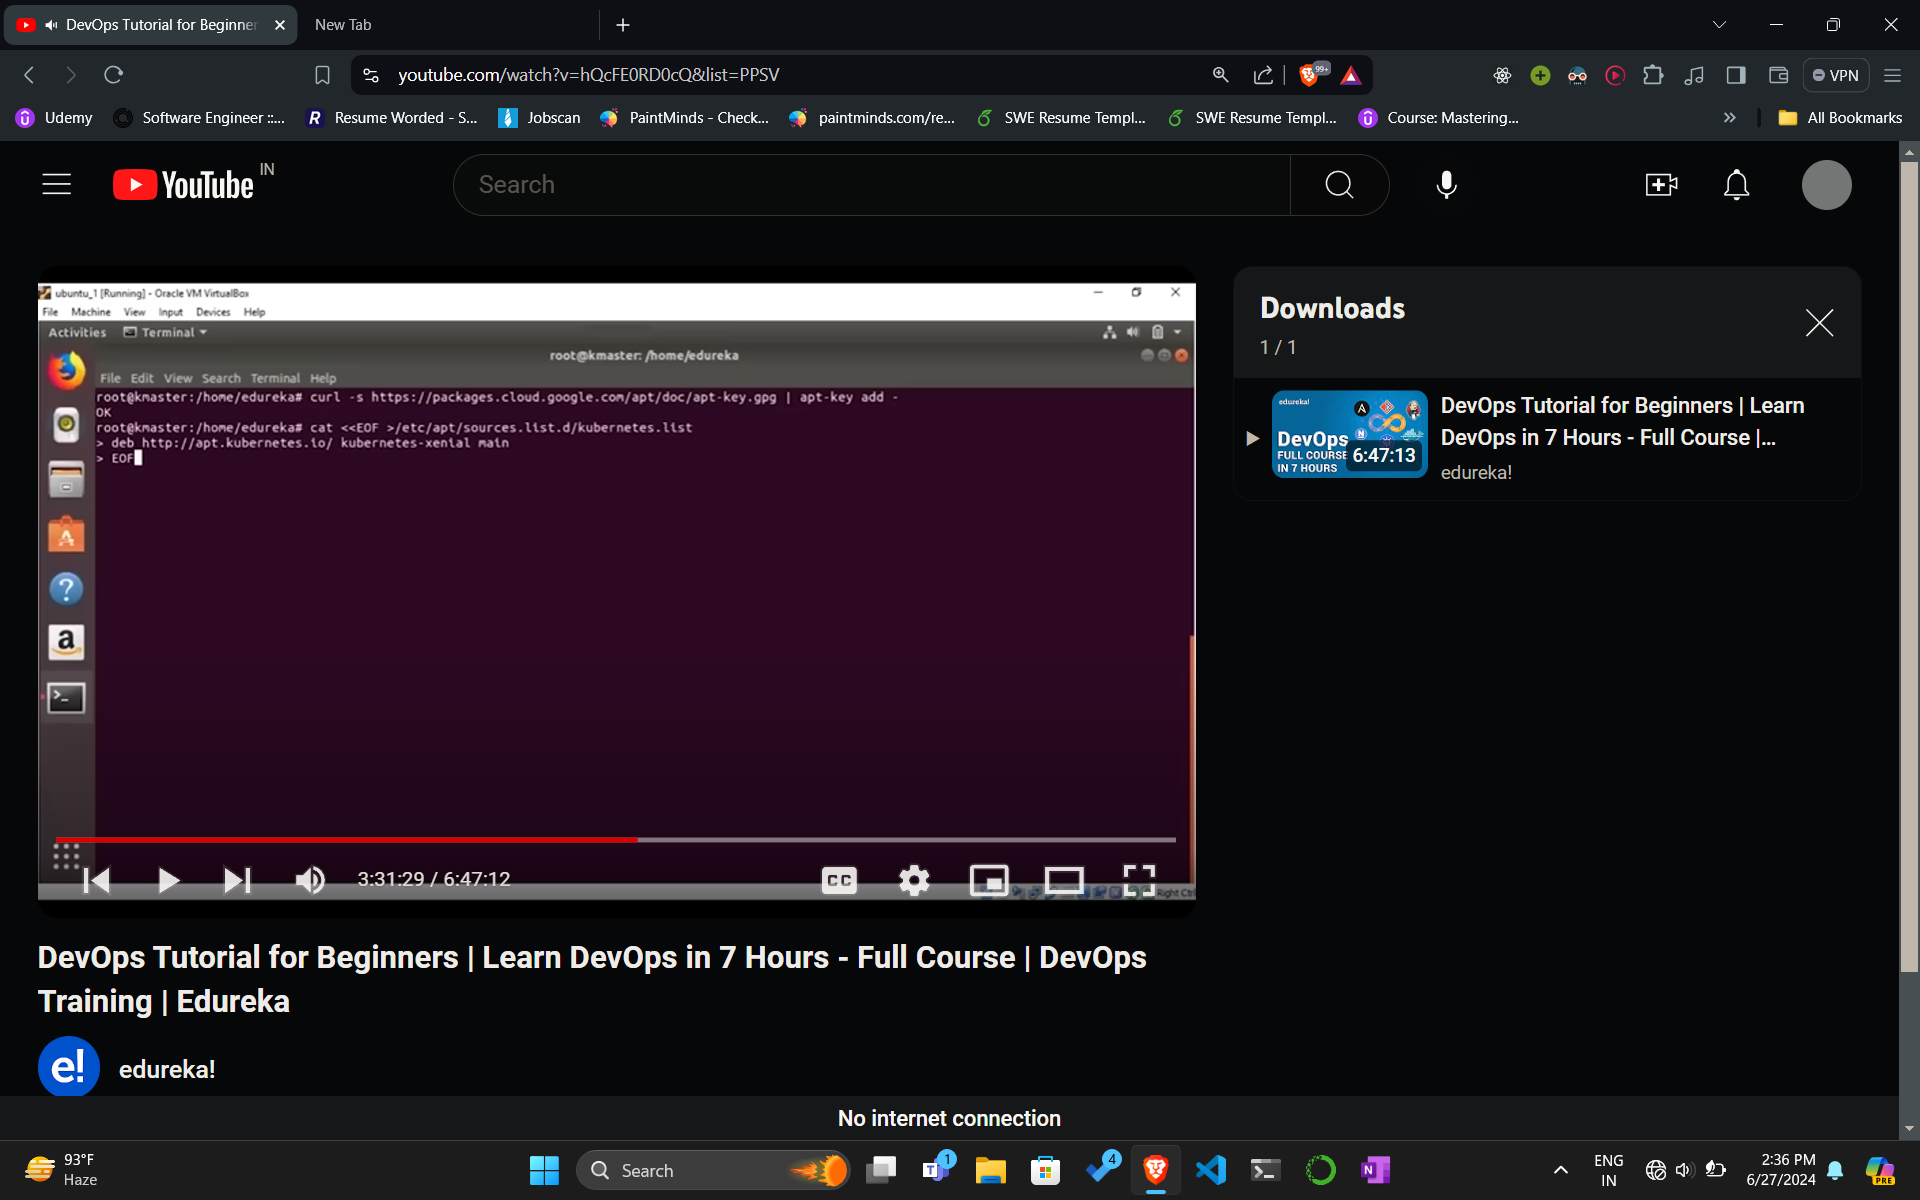 DevOps Tutorial for Beginner
New Tab
youtube.com/watch?v=hQcFE0RD0cQ&list=PPSV
99+
VPN
Udemy
Software Engineer ::...
Resume Worded - S...
Jobscan
PaintMinds - Check...
paintminds.com/re...
SWE Resume Templ...
SWE Resume Templ...
Course: Mastering...
All Bookmarks
YouTube IN
Search
ubuntu_1 [Running] - Oracle VM VirtualBox
File Machine View Input Devices Help
Activities Terminal
root@kmaster: /home/edureka
File Edit View Search Terminal Help
root@kmaster:/home/edureka# curl -s https://packages.cloud.google.com/apt/doc/apt-key.gpg | apt-key add -
OK
root@kmaster:/home/edureka# cat <<EOF >/etc/apt/sources.list.d/kubernetes.list
> deb http://apt.kubernetes.io/ kubernetes-xenial main
> EOF
3:31:29 / 6:47:12
CC
Right Ctrl
Downloads
1 / 1
edureka!
DevOps
FULL COURSE
IN 7 HOURS
6:47:13
DevOps Tutorial for Beginners | Learn
DevOps in 7 Hours - Full Course |...
edureka!
DevOps Tutorial for Beginners | Learn DevOps in 7 Hours - Full Course | DevOps
Training | Edureka
e!
edureka!
No internet connection
93°F
Haze
Search
1
4
ENG
IN
2:36 PM
6/27/2024
PRE